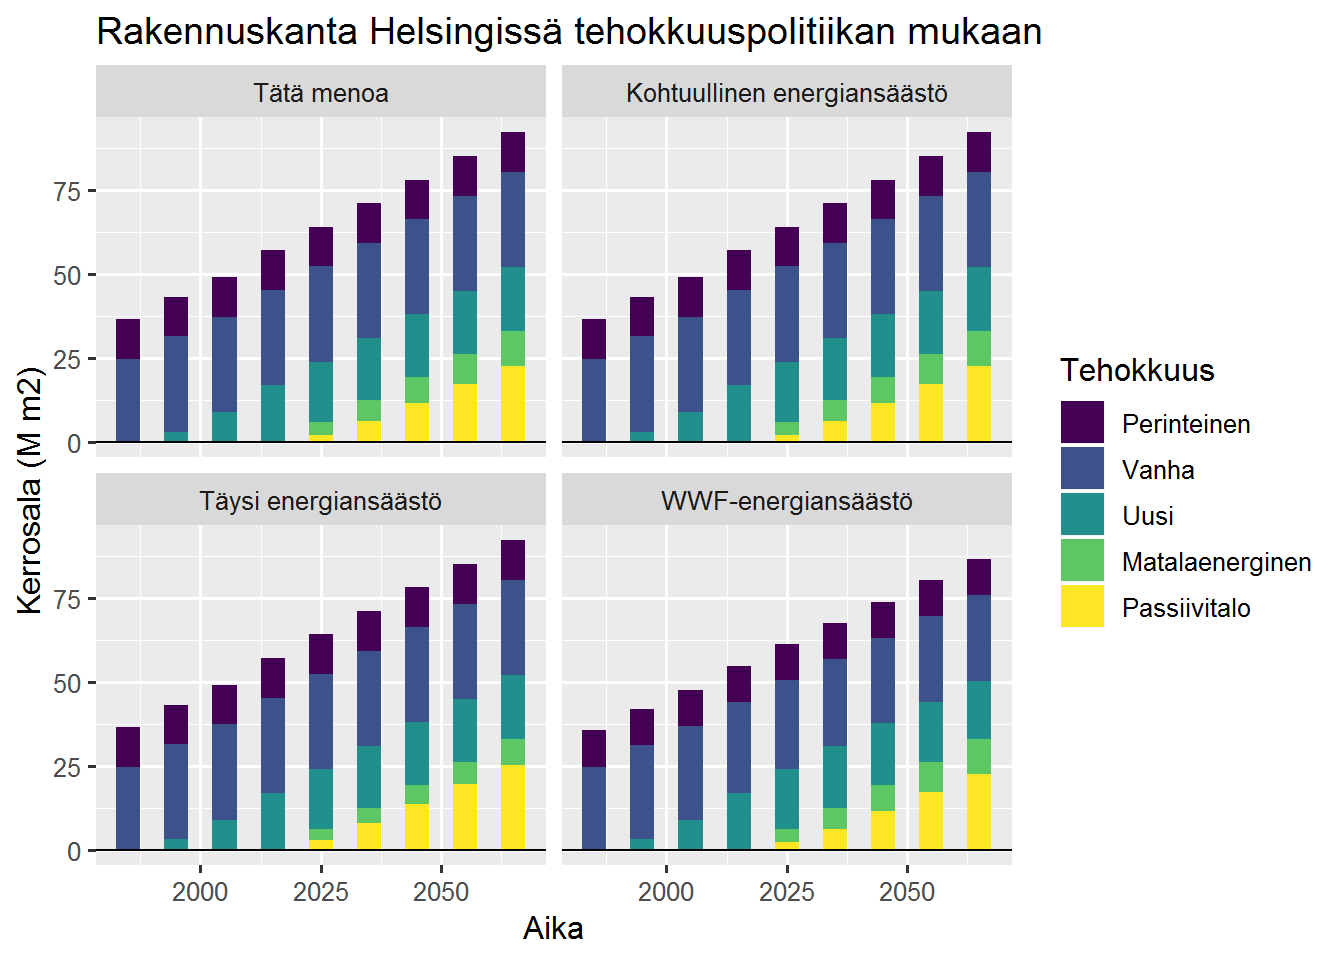 Rakennuskanta Helsingissä tehokkuuspolitiikan mukaan
Tätä menoa
Kohtuullinen energiansäästö
75
50
25
0
Täysi energiansäästö
WWF-energiansäästö
75
50
25
0
2000 2025 2050
2000 2025 2050
Aika
Kerrosala (M m2)
Tehokkuus
Perinteinen
Vanha
Uusi
Matalaenerginen
Passiivitalo